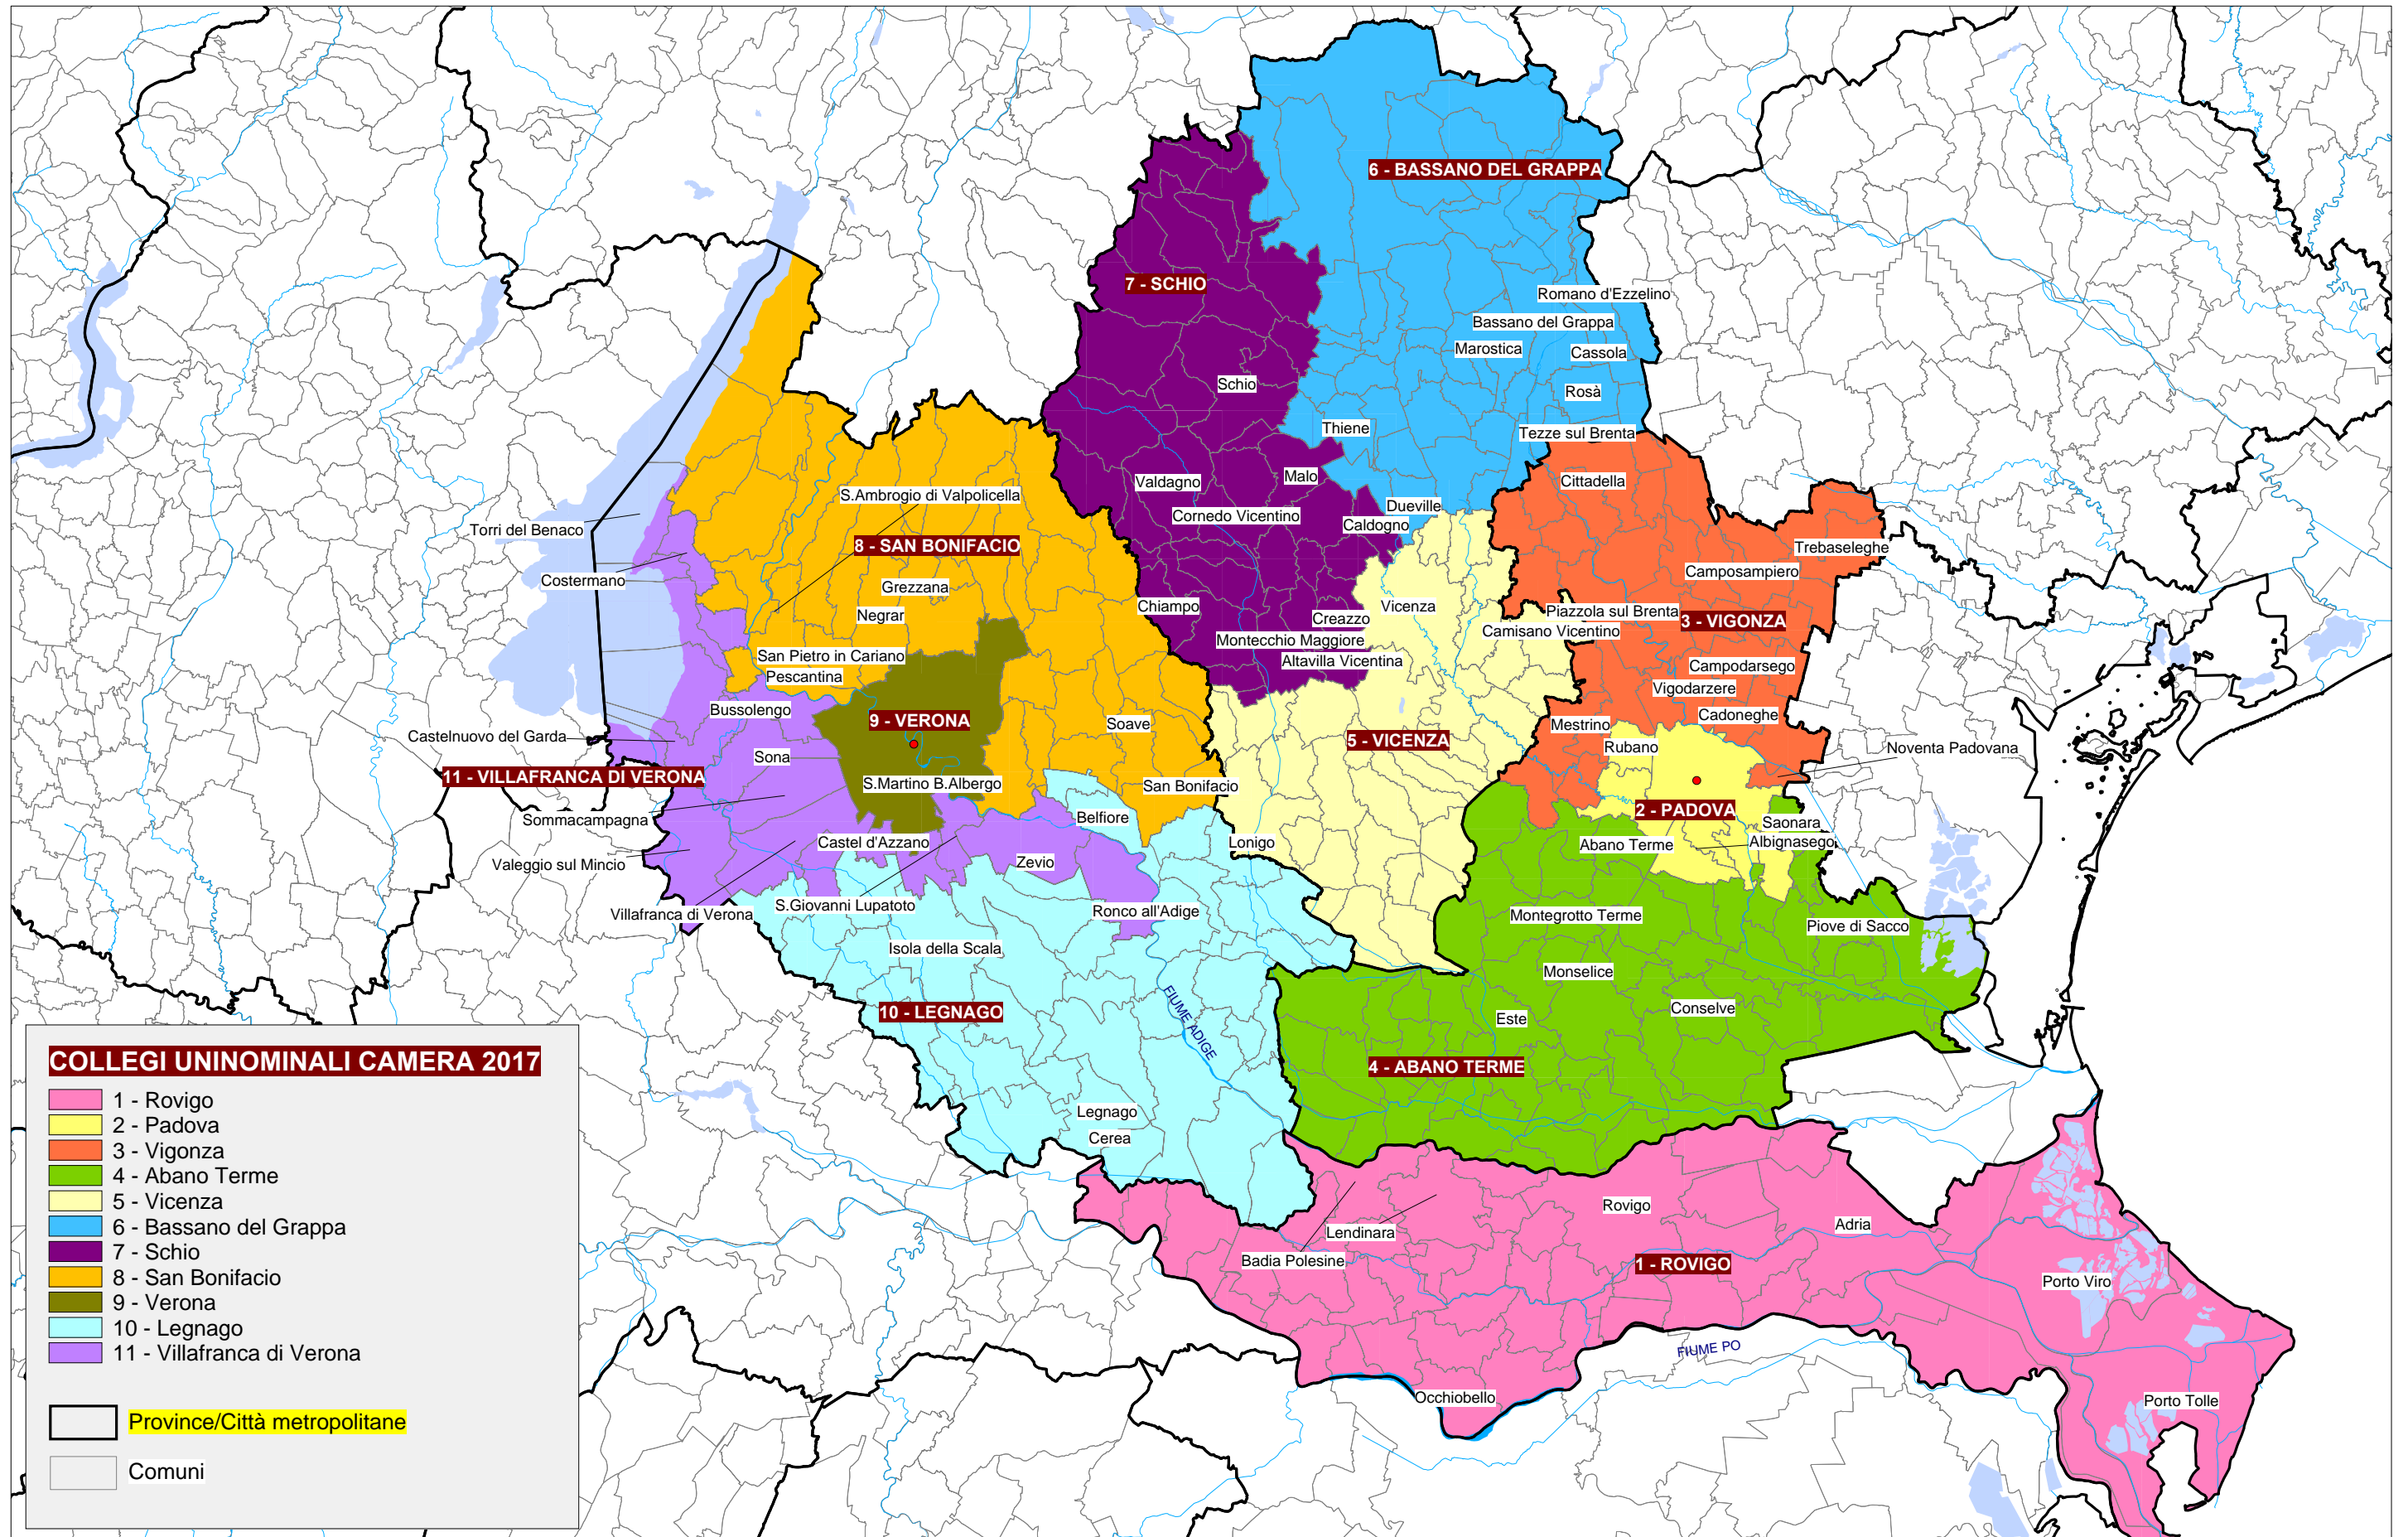 6 - BASSANO DEL GRAPPA
7 - SCHIO
Romano d'Ezzelino
Bassano del Grappa
Marostica
Cassola
Schio
Rosà
Thiene
Tezze sul Brenta
Valdagno
Malo
Cittadella
S.Ambrogio di Valpolicella
Cornedo Vicentino
Dueville
Caldogno
Torri del Benaco
8 - SAN BONIFACIO
Trebaseleghe
Costermano
Grezzana
Camposampiero
Negrar
Chiampo
Creazzo
Vicenza
Piazzola sul Brenta
3 - VIGONZA
Camisano Vicentino
Montecchio Maggiore
San Pietro in Cariano
Altavilla Vicentina
Pescantina
Campodarsego
Vigodarzere
Bussolengo
9 - VERONA
Soave
Mestrino
Cadoneghe
Castelnuovo del Garda
5 - VICENZA
Rubano
Noventa Padovana
Sona
11 - VILLAFRANCA DI VERONA
S.Martino B.Albergo
San Bonifacio
2 - PADOVA
Sommacampagna
Belfiore
Saonara
Castel d'Azzano
Lonigo
Abano Terme
Albignasego
Valeggio sul Mincio
Zevio
Villafranca di Verona
S.Giovanni Lupatoto
Ronco all'Adige
Montegrotto Terme
Piove di Sacco
Isola della Scala
Monselice
10 - LEGNAGO
FIUME ADIGE
Este
Conselve
4 - ABANO TERME
Legnago
Cerea
Rovigo
Adria
Lendinara
Badia Polesine
1 - ROVIGO
Porto Viro
FIUME PO
Occhiobello
Porto Tolle
COLLEGI UNINOMINALI CAMERA 2017
1 - Rovigo
2 - Padova
3 - Vigonza
4 - Abano Terme
5 - Vicenza
6 - Bassano del Grappa
7 - Schio
8 - San Bonifacio
9 - Verona
10 - Legnago
11 - Villafranca di Verona
Province/Città metropolitane
Comuni